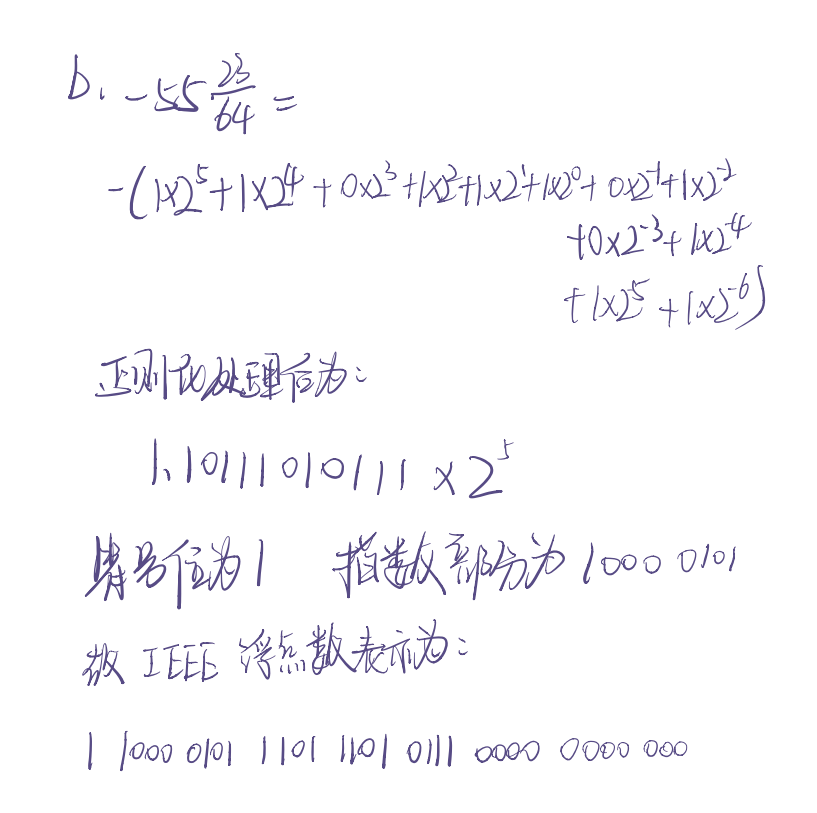 b. -55 23/64 =
-(1×2^5+1×2^4+0×2^3+1×2^2+1×2^1+1×2^0+0×2^-1+1×2^-2
+0×2^-3+1×2^-4
+1×2^-5+1×2^-6)
正则化处理后为:
1.10111010111×2^5
符号位为1 指数部分为 1000 0101
故 IEEE 浮点数表示为:
1 1000 0101 1101 1101 0111 0000 0000 000